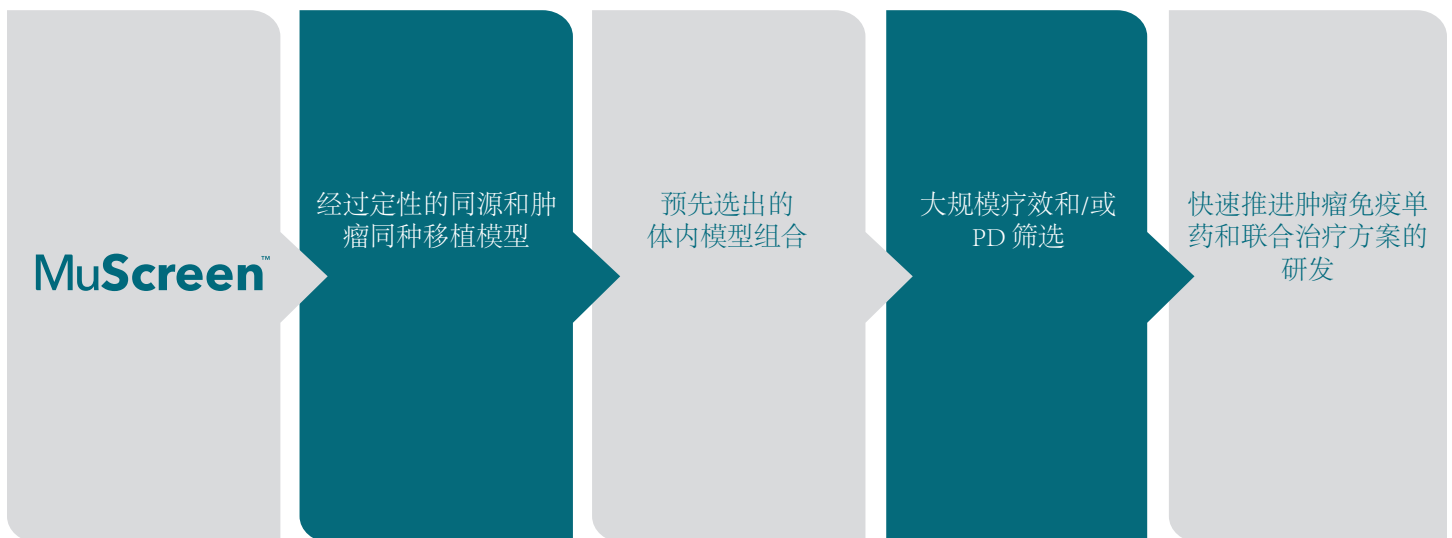 MuScreen™
经过定性的同源和肿
瘤同种移植模型
预先选出的
体内模型组合
大规模疗效和/或
PD 筛选
快速推进肿瘤免疫单
药和联合治疗方案的
研发